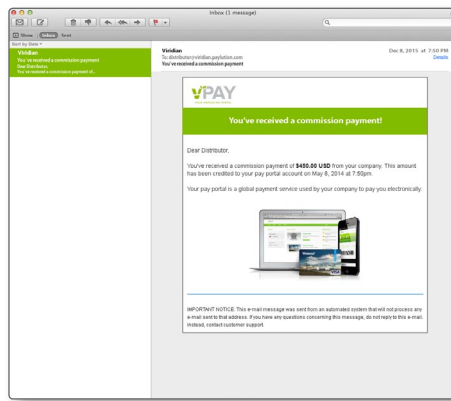 Inbox (1 message)
Show
Inbox
Sent
Sort by Date
Viridian
You've received a commission payment
Dear Distributor,
You've received a commission payment of...
Viridian
Dec 8, 2015 at 7:50 PM
To: distributor@viridian.paylution.com
Details
You've received a commission payment
vPAY
You've received a commission payment!
Dear Distributor,
You've received a commission payment of $450.00 USD from your company. This amount
has been credited to your pay portal account on May 8, 2014 at 7:50pm.
Your pay portal is a global payment service used by your company to pay you electronically.
VISA
IMPORTANT NOTICE: This e-mail message was sent from an automated system that will not process any
e-mail sent to that address. If you have any questions concerning this message, do not reply to this e-mail.
Instead, contact customer support.